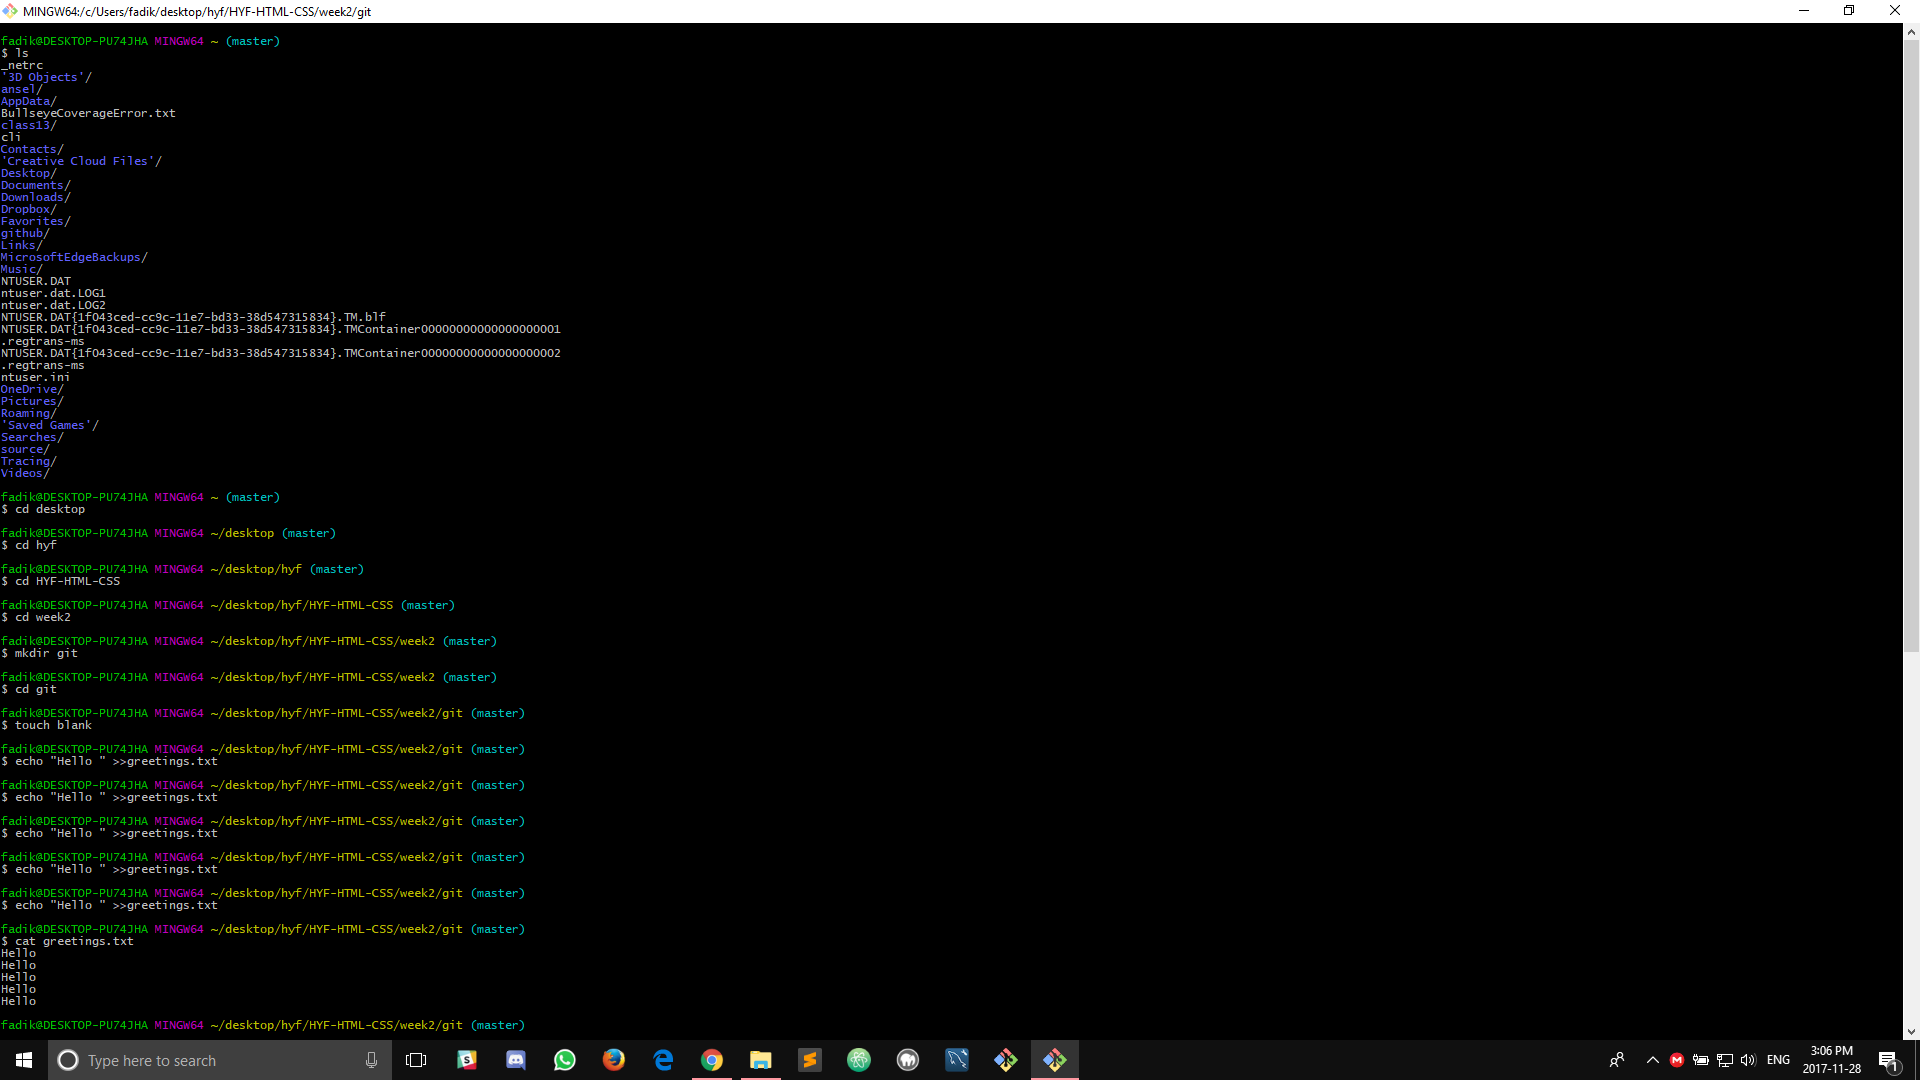 MINGW64:/c/Users/fadik/desktop/hyf/HYF-HTML-CSS/week2/git
fadik@DESKTOP-PU74JHA MINGW64 ~ (master)
$ ls
_netrc
'3D Objects'/
ansel/
AppData/
BullseyeCoverageError.txt
class13/
cli
Contacts/
'Creative Cloud Files'/
Desktop/
Documents/
Downloads/
Dropbox/
Favorites/
github/
Links/
MicrosoftEdgeBackups/
Music/
NTUSER.DAT
ntuser.dat.LOG1
ntuser.dat.LOG2
NTUSER.DAT{1f043ced-cc9c-11e7-bd33-38d547315834}.TM.blf
NTUSER.DAT{1f043ced-cc9c-11e7-bd33-38d547315834}.TMContainer00000000000000000001
.regtrans-ms
NTUSER.DAT{1f043ced-cc9c-11e7-bd33-38d547315834}.TMContainer00000000000000000002
.regtrans-ms
ntuser.ini
OneDrive/
Pictures/
Roaming/
'Saved Games'/
Searches/
source/
Tracing/
Videos/
fadik@DESKTOP-PU74JHA MINGW64 ~ (master)
$ cd desktop
fadik@DESKTOP-PU74JHA MINGW64 ~/desktop (master)
$ cd hyf
fadik@DESKTOP-PU74JHA MINGW64 ~/desktop/hyf (master)
$ cd HYF-HTML-CSS
fadik@DESKTOP-PU74JHA MINGW64 ~/desktop/hyf/HYF-HTML-CSS (master)
$ cd week2
fadik@DESKTOP-PU74JHA MINGW64 ~/desktop/hyf/HYF-HTML-CSS/week2 (master)
$ mkdir git
fadik@DESKTOP-PU74JHA MINGW64 ~/desktop/hyf/HYF-HTML-CSS/week2 (master)
$ cd git
fadik@DESKTOP-PU74JHA MINGW64 ~/desktop/hyf/HYF-HTML-CSS/week2/git (master)
$ touch blank
fadik@DESKTOP-PU74JHA MINGW64 ~/desktop/hyf/HYF-HTML-CSS/week2/git (master)
$ echo "Hello " >>greetings.txt
fadik@DESKTOP-PU74JHA MINGW64 ~/desktop/hyf/HYF-HTML-CSS/week2/git (master)
$ echo "Hello " >>greetings.txt
fadik@DESKTOP-PU74JHA MINGW64 ~/desktop/hyf/HYF-HTML-CSS/week2/git (master)
$ echo "Hello " >>greetings.txt
fadik@DESKTOP-PU74JHA MINGW64 ~/desktop/hyf/HYF-HTML-CSS/week2/git (master)
$ echo "Hello " >>greetings.txt
fadik@DESKTOP-PU74JHA MINGW64 ~/desktop/hyf/HYF-HTML-CSS/week2/git (master)
$ echo "Hello " >>greetings.txt
fadik@DESKTOP-PU74JHA MINGW64 ~/desktop/hyf/HYF-HTML-CSS/week2/git (master)
$ cat greetings.txt
Hello
Hello
Hello
Hello
Hello
fadik@DESKTOP-PU74JHA MINGW64 ~/desktop/hyf/HYF-HTML-CSS/week2/git (master)
Type here to search
ENG
3:06 PM
2017-11-28
1